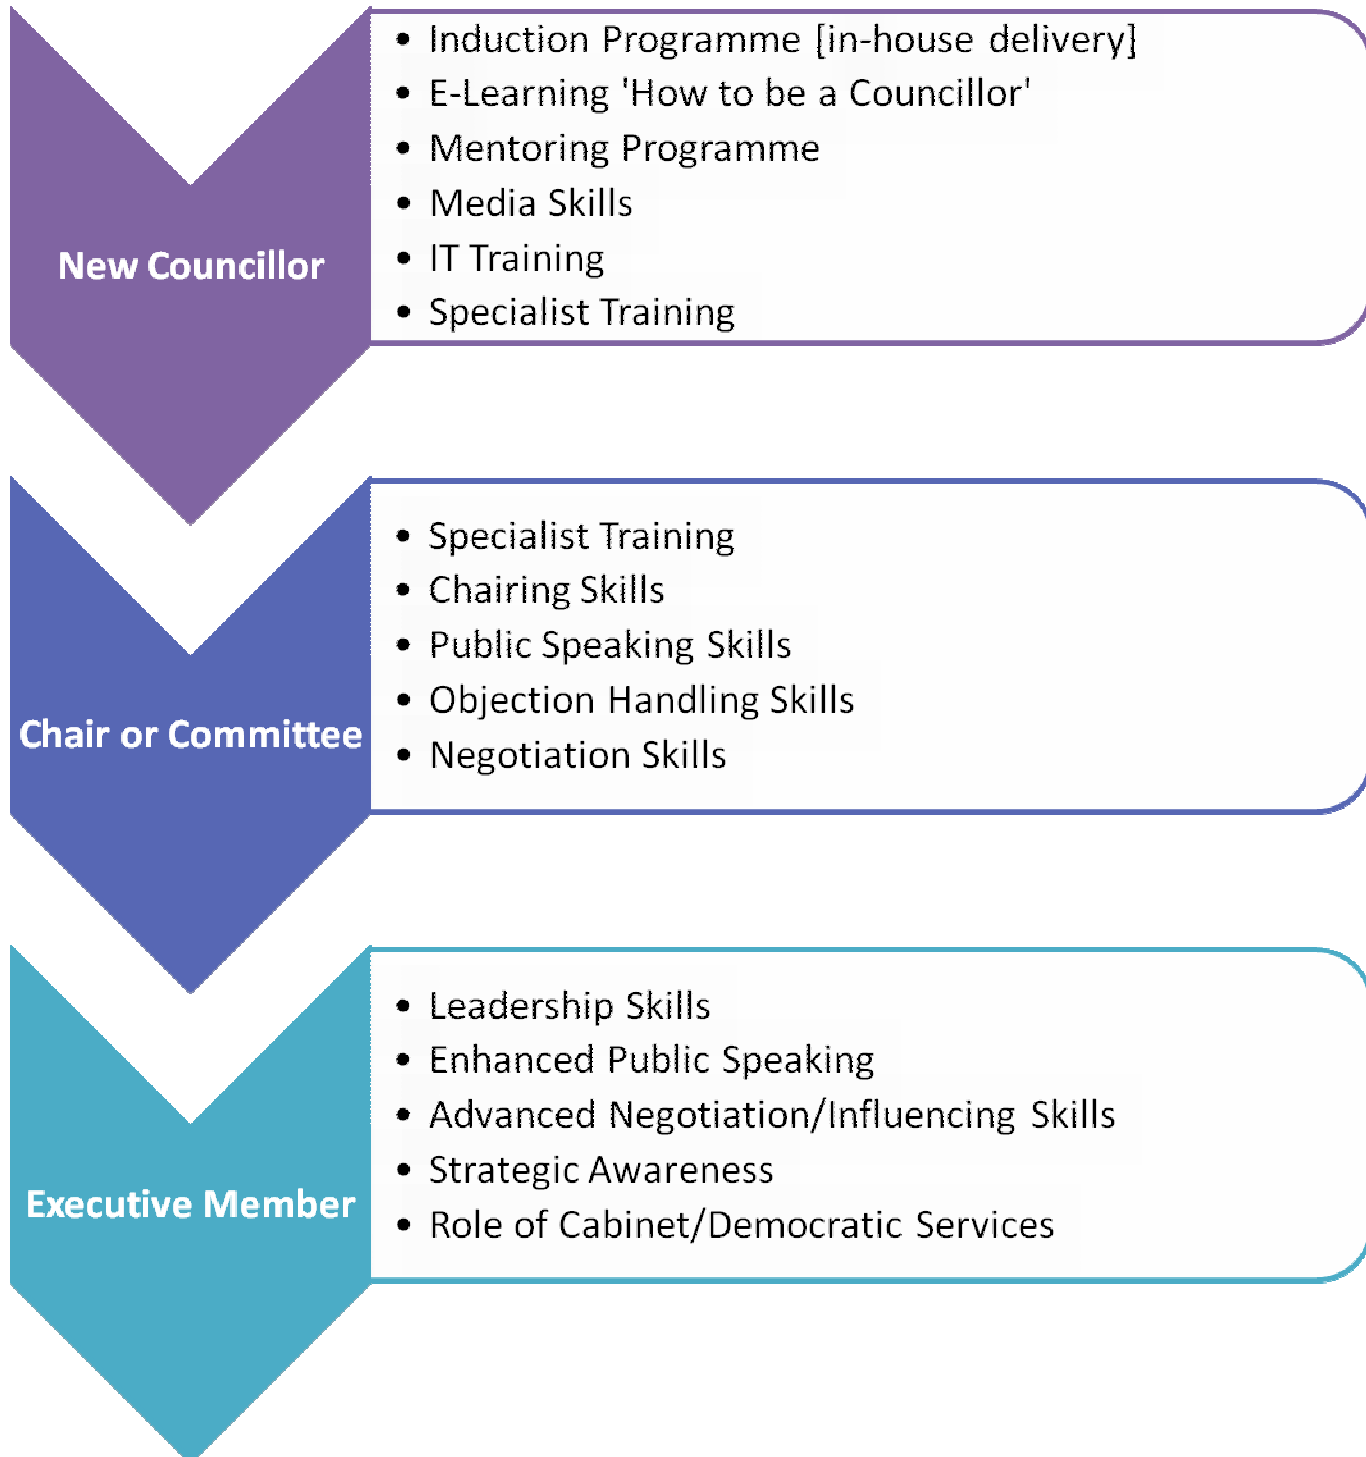 New Councillor
• Induction Programme [in-house delivery]
• E-Learning 'How to be a Councillor'
• Mentoring Programme
• Media Skills
• IT Training
• Specialist Training
Chair or Committee
• Specialist Training
• Chairing Skills
• Public Speaking Skills
• Objection Handling Skills
• Negotiation Skills
Executive Member
• Leadership Skills
• Enhanced Public Speaking
• Advanced Negotiation/Influencing Skills
• Strategic Awareness
• Role of Cabinet/Democratic Services